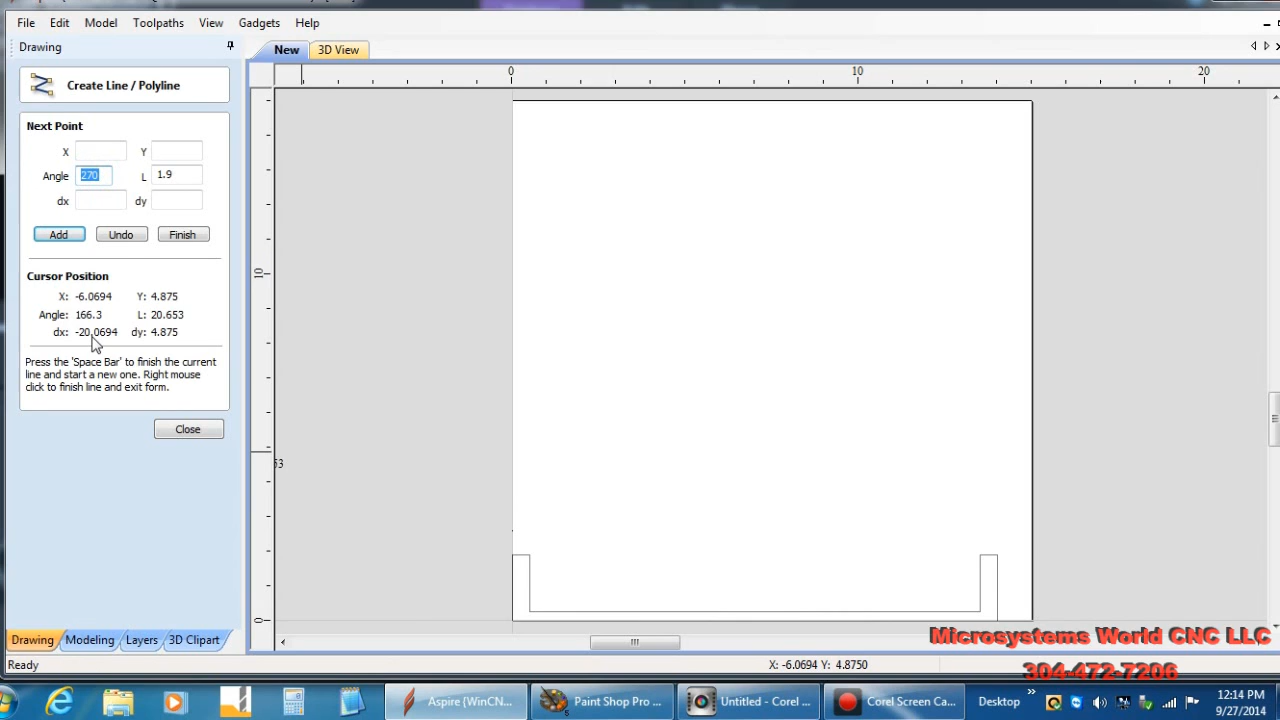 File Edit Model Toolpaths View Gadgets Help
Drawing
New 3D View
Create Line / Polyline
0 10 20
Next Point
X Y
Angle 270 L 1.9
dx dy
Add Undo Finish
Cursor Position
X: -6.0694 Y: 4.875
Angle: 166.3 L: 20.653
dx: -20.0694 dy: 4.875
Press the 'Space Bar' to finish the current
line and start a new one. Right mouse
click to finish line and exit form.
Close
10
53
0
Drawing Modeling Layers 3D Clipart
Ready X: -6.0694 Y: 4.8750
Microsystems World CNC LLC
304-472-7206
Aspire {WinCN... Paint Shop Pro ... Untitled - Corel ... Corel Screen Ca... Desktop
12:14 PM
9/27/2014